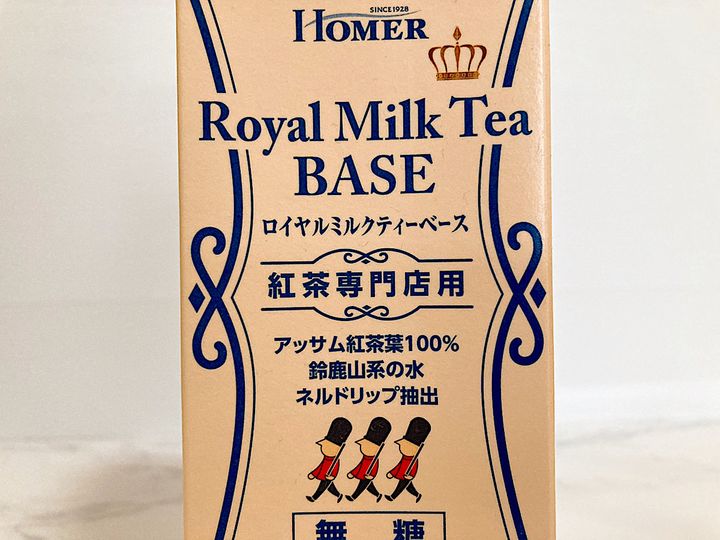 SINCE1928
HOMER
Royal Milk Tea
BASE
ロイヤルミルクティーベース
紅茶専門店用
アッサム紅茶葉100%
鈴鹿山系の水
ネルドリップ抽出
無 糖